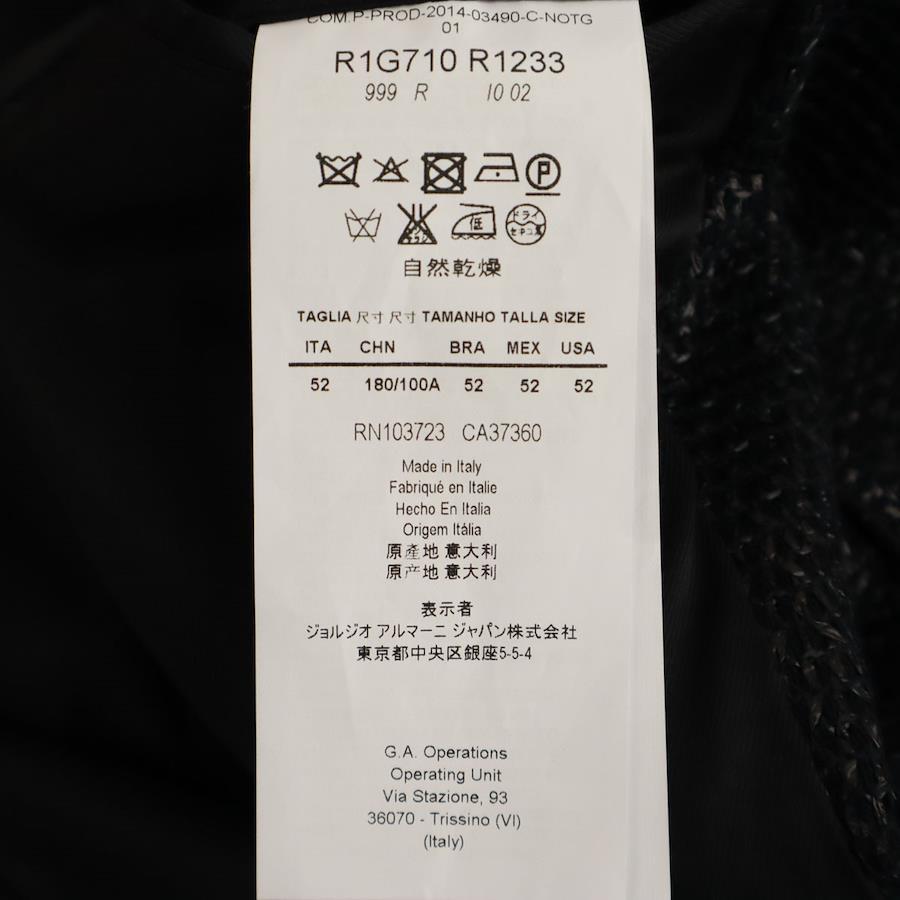 COM.P-PROD-2014-03490-C-NOTG
01
R1G710 R1233
999 R 10 02
P
低 ドライ セキユ系
自然乾燥
TAGLIA 尺寸 尺寸 TAMANHO TALLA SIZE
ITA CHN BRA MEX USA
52 180/100A 52 52 52
RN103723 CA37360
Made in Italy
Fabriqué en Italie
Hecho En Italia
Origem Itália
原產地 意大利
原产地 意大利
表示者
ジョルジオ アルマーニ ジャパン株式会社
東京都中央区銀座5-5-4
G.A. Operations
Operating Unit
Via Stazione, 93
36070 - Trissino (VI)
(Italy)